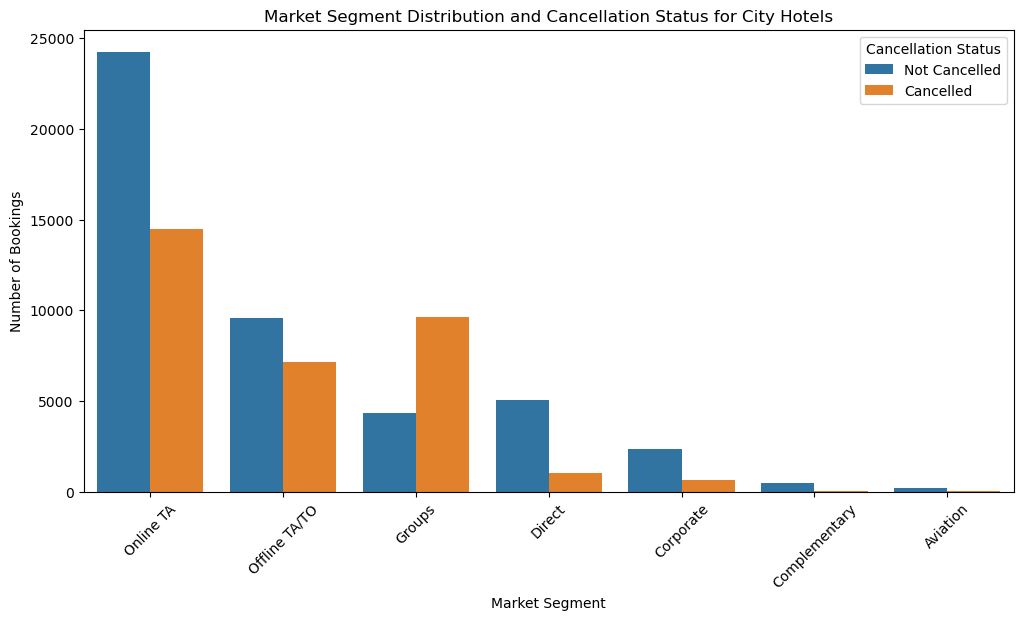 Market Segment Distribution and Cancellation Status for City Hotels
Cancellation Status
Not Cancelled
Cancelled
Number of Bookings
25000
20000
15000
10000
5000
0
Online TA
Offline TA/TO
Groups
Direct
Corporate
Complementary
Aviation
Market Segment